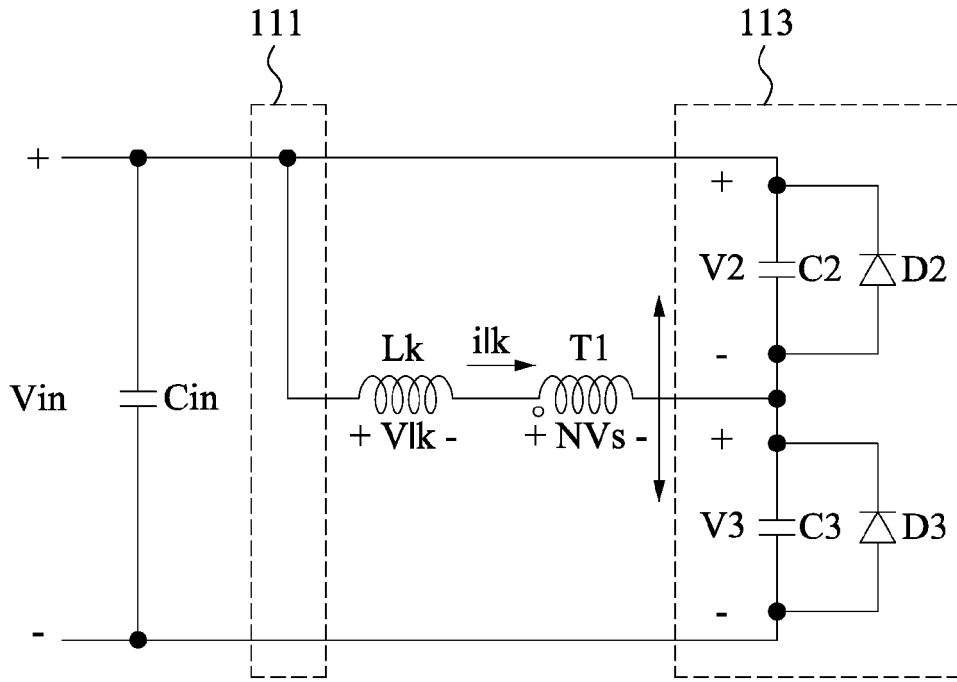 111
113
+
+
V2
C2
D2
-
Vin
Cin
Lk
ilk
T1
+ Vlk -
+ NVs -
+
V3
C3
D3
-
-